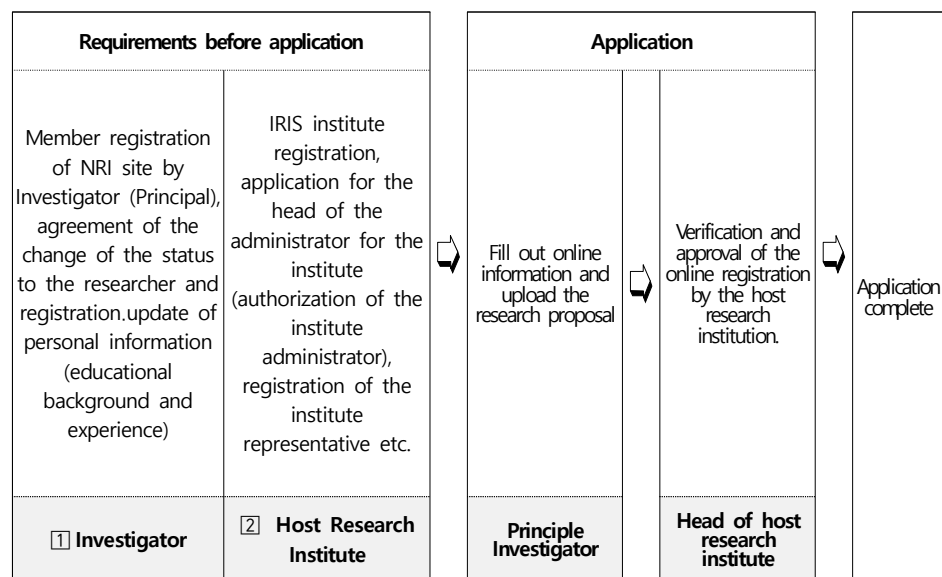 Requirements before application
Member registration
of NRI site by
Investigator (Principal),
agreement of the
change of the status
to the researcher and
registration.update of
personal information
(educational
background and
experience)
1 Investigator
IRIS institute
registration,
application for the
head of the
administrator for the
institute
(authorization of the
institute
administrator),
registration of the
institute
representative etc.
2 Host Research
Institute
Application
Fill out online
information and
upload the
research proposal
Principle
Investigator
Verification and
approval of the
online registration
by the host
research
institution.
Head of host
research
institute
Application
complete